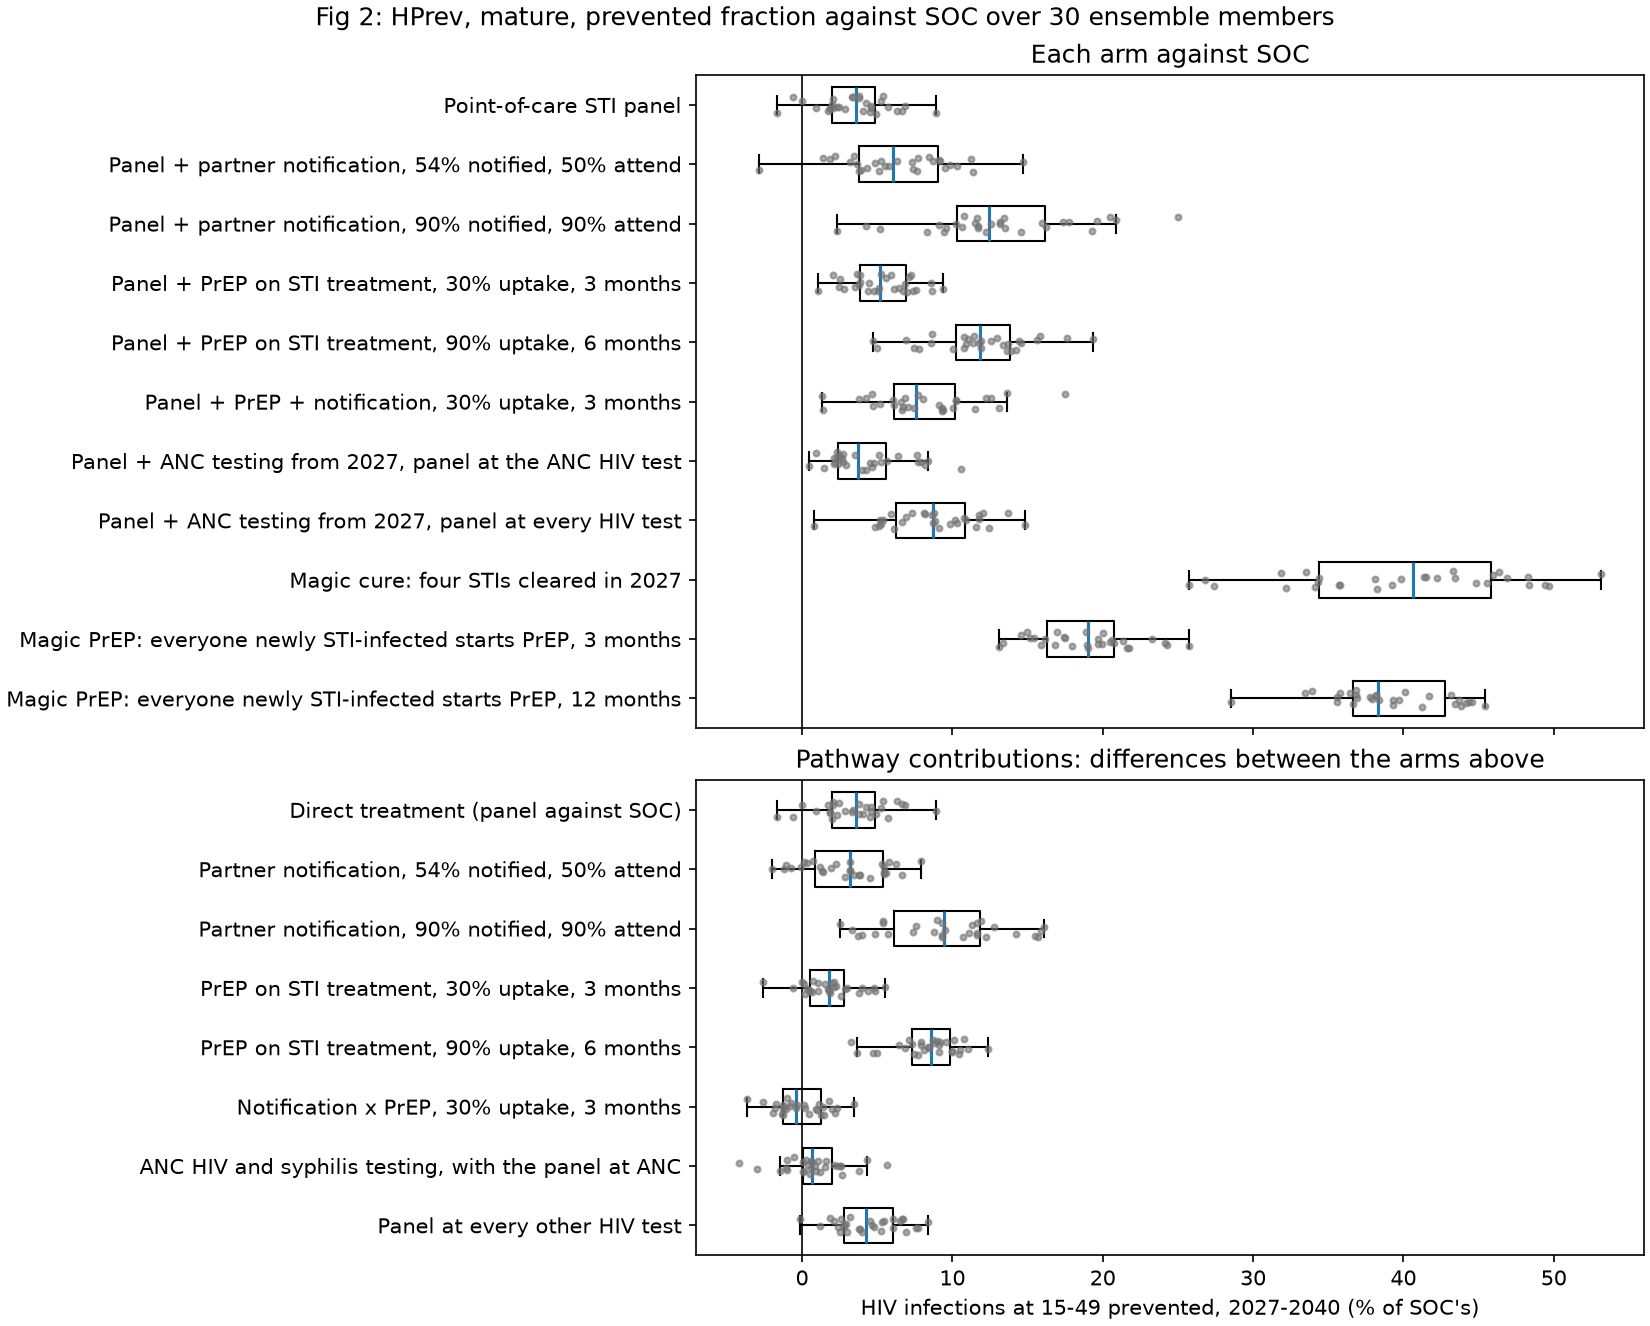 Fig 2: HPrev, mature, prevented fraction against SOC over 30 ensemble members
Each arm against SOC
Point-of-care STI panel
Panel + partner notification, 54% notified, 50% attend
Panel + partner notification, 90% notified, 90% attend
Panel + PrEP on STI treatment, 30% uptake, 3 months
Panel + PrEP on STI treatment, 90% uptake, 6 months
Panel + PrEP + notification, 30% uptake, 3 months
Panel + ANC testing from 2027, panel at the ANC HIV test
Panel + ANC testing from 2027, panel at every HIV test
Magic cure: four STIs cleared in 2027
Magic PrEP: everyone newly STI-infected starts PrEP, 3 months
Magic PrEP: everyone newly STI-infected starts PrEP, 12 months
Pathway contributions: differences between the arms above
Direct treatment (panel against SOC)
Partner notification, 54% notified, 50% attend
Partner notification, 90% notified, 90% attend
PrEP on STI treatment, 30% uptake, 3 months
PrEP on STI treatment, 90% uptake, 6 months
Notification x PrEP, 30% uptake, 3 months
ANC HIV and syphilis testing, with the panel at ANC
Panel at every other HIV test
0 10 20 30 40 50
HIV infections at 15-49 prevented, 2027-2040 (% of SOC's)